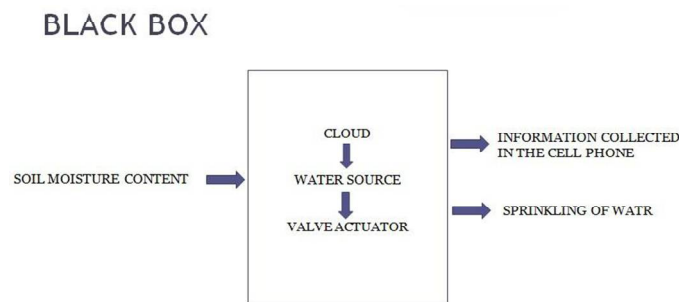 BLACK BOX
CLOUD
SOIL MOISTURE CONTENT
WATER SOURCE
VALVE ACTUATOR
INFORMATION COLLECTED
IN THE CELL PHONE
SPRINKLING OF WATR